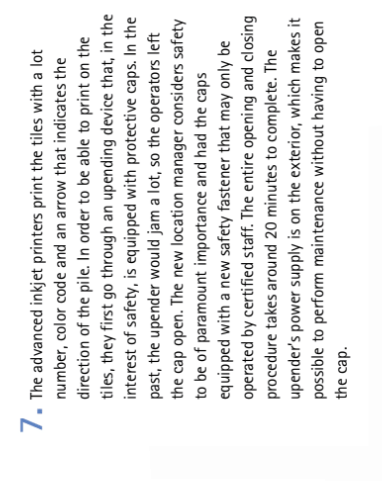 7. The advanced inkjet printers print the tiles with a lot
number, color code and an arrow that indicates the
direction of the pile. In order to be able to print on the
tiles, they first go through an upending device that, in the
interest of safety, is equipped with protective caps. In the
past, the upender would jam a lot, so the operators left
the cap open. The new location manager considers safety
to be of paramount importance and had the caps
equipped with a new safety fastener that may only be
operated by certified staff. The entire opening and closing
procedure takes around 20 minutes to complete. The
upender's power supply is on the exterior, which makes it
possible to perform maintenance without having to open
the cap.